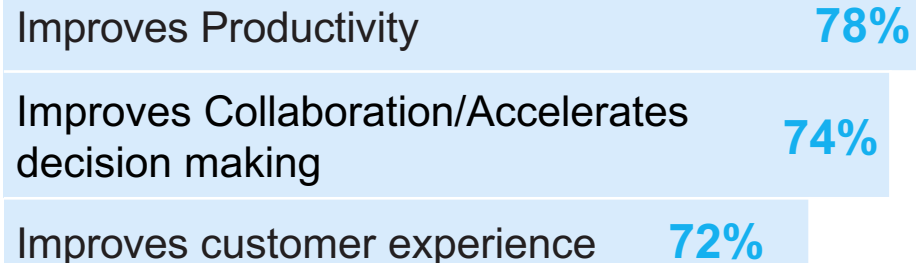 Improves Productivity 78%
Improves Collaboration/Accelerates
decision making 74%
Improves customer experience 72%